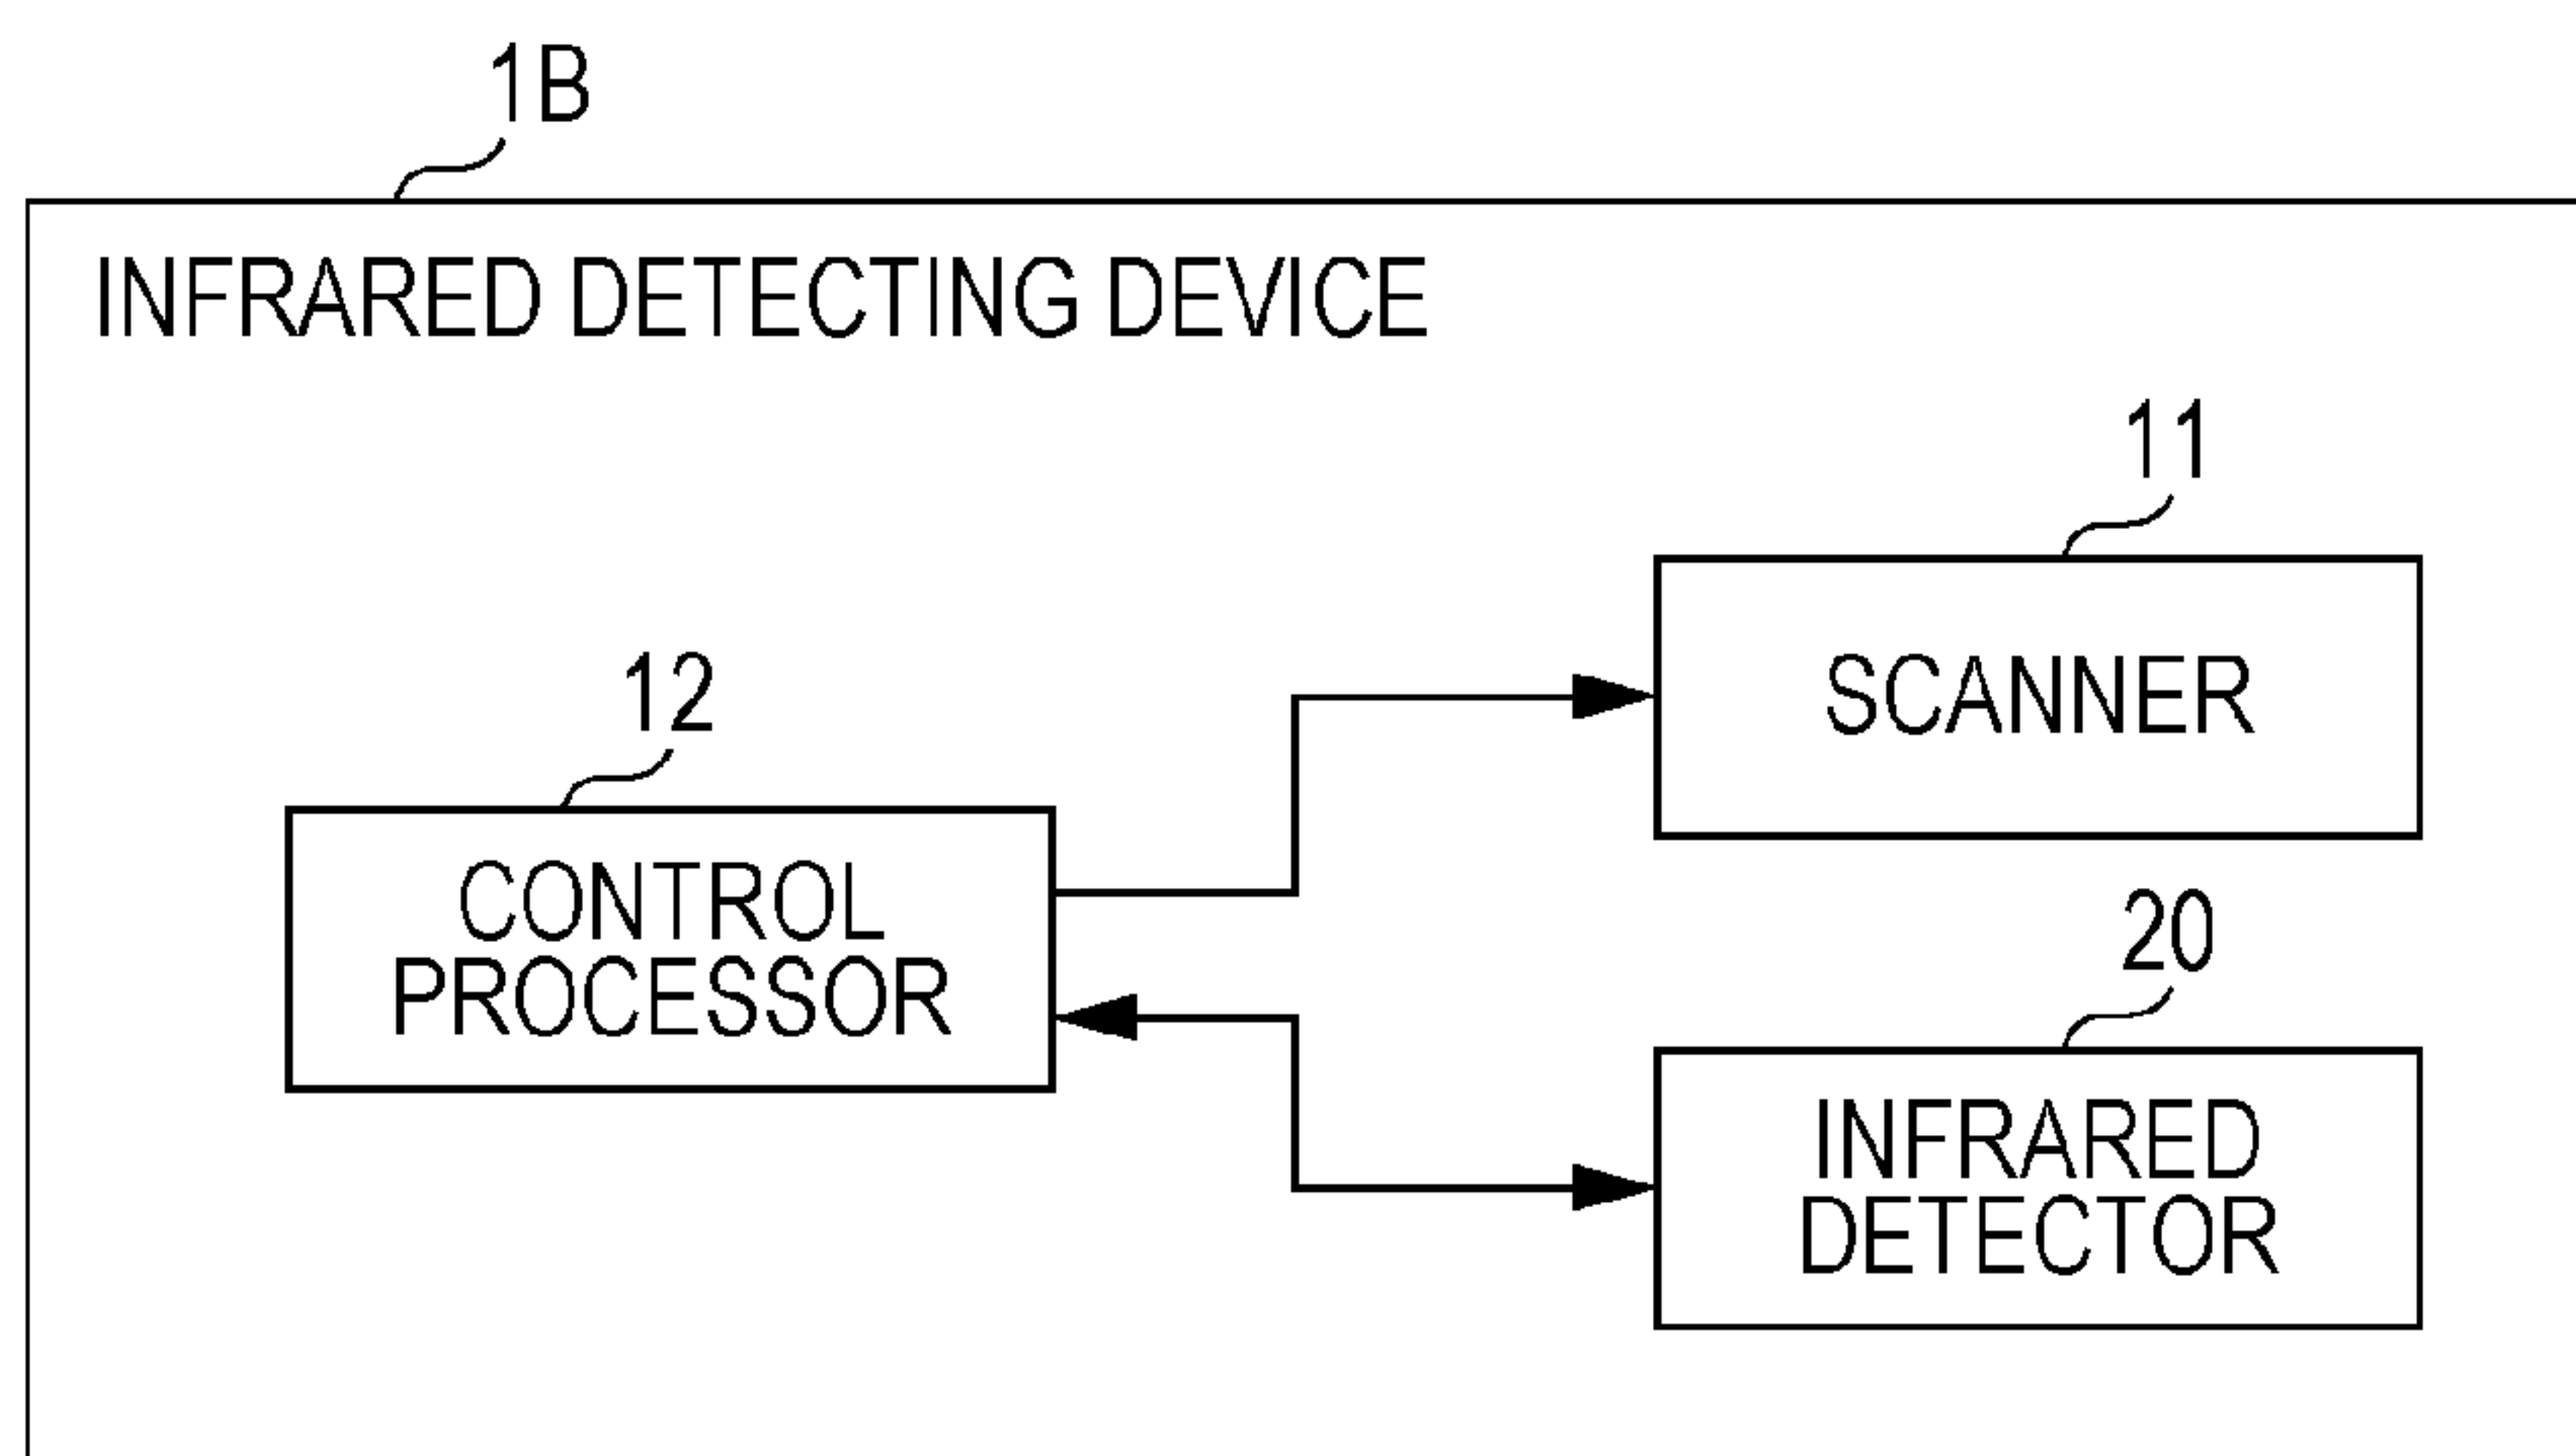 1B
INFRARED DETECTING DEVICE
11
SCANNER
12
CONTROL
PROCESSOR
20
INFRARED
DETECTOR